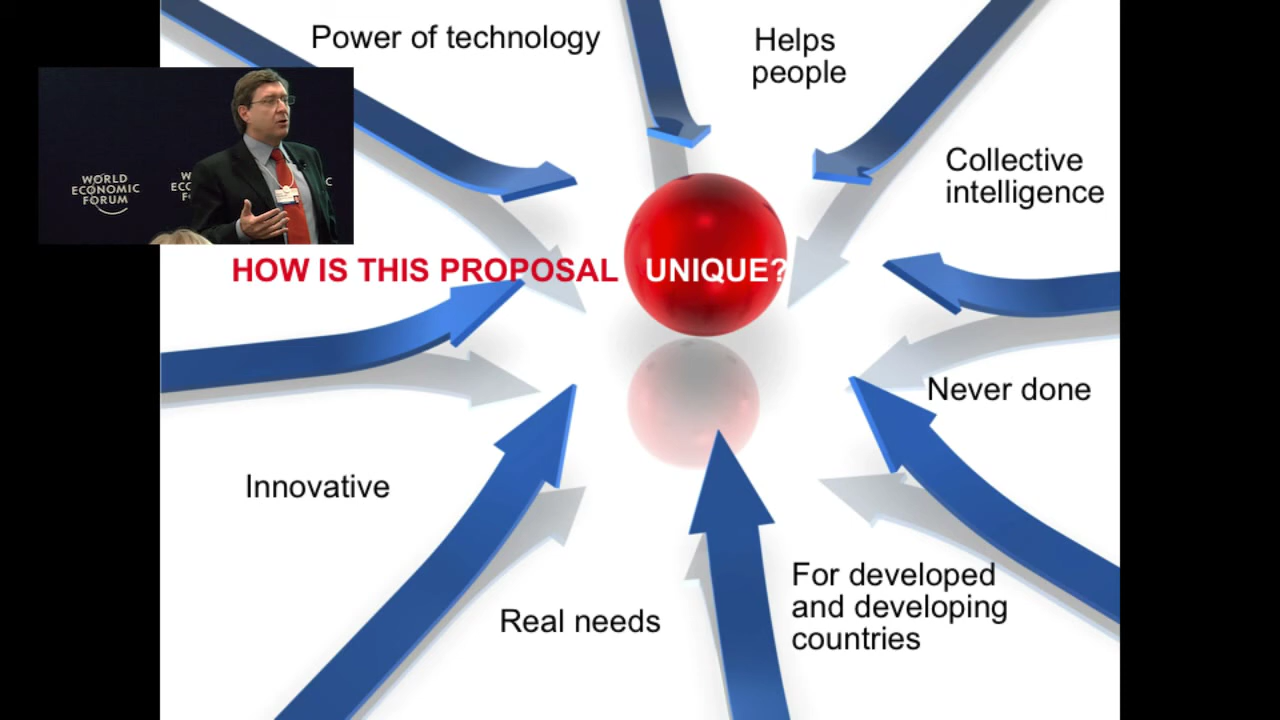 Power of technology
Helps
people
Collective
intelligence
WORLD
ECONOMIC
FORUM
HOW IS THIS PROPOSAL UNIQUE?
Never done
Innovative
For developed
and developing
countries
Real needs